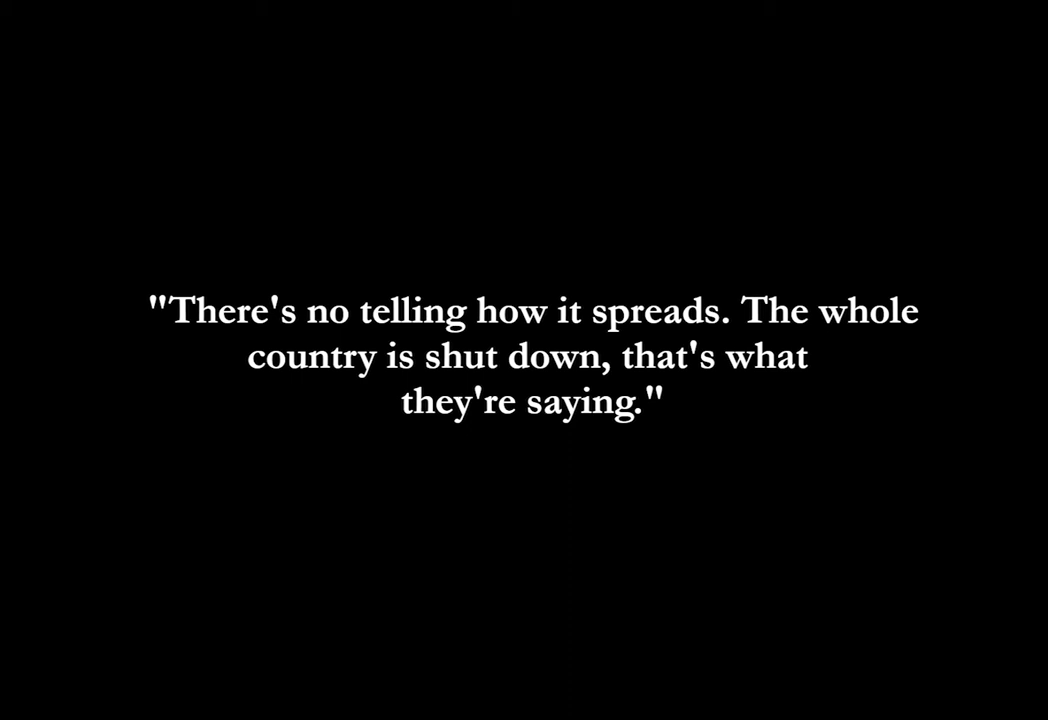 "There's no telling how it spreads. The whole
country is shut down, that's what
they're saying."